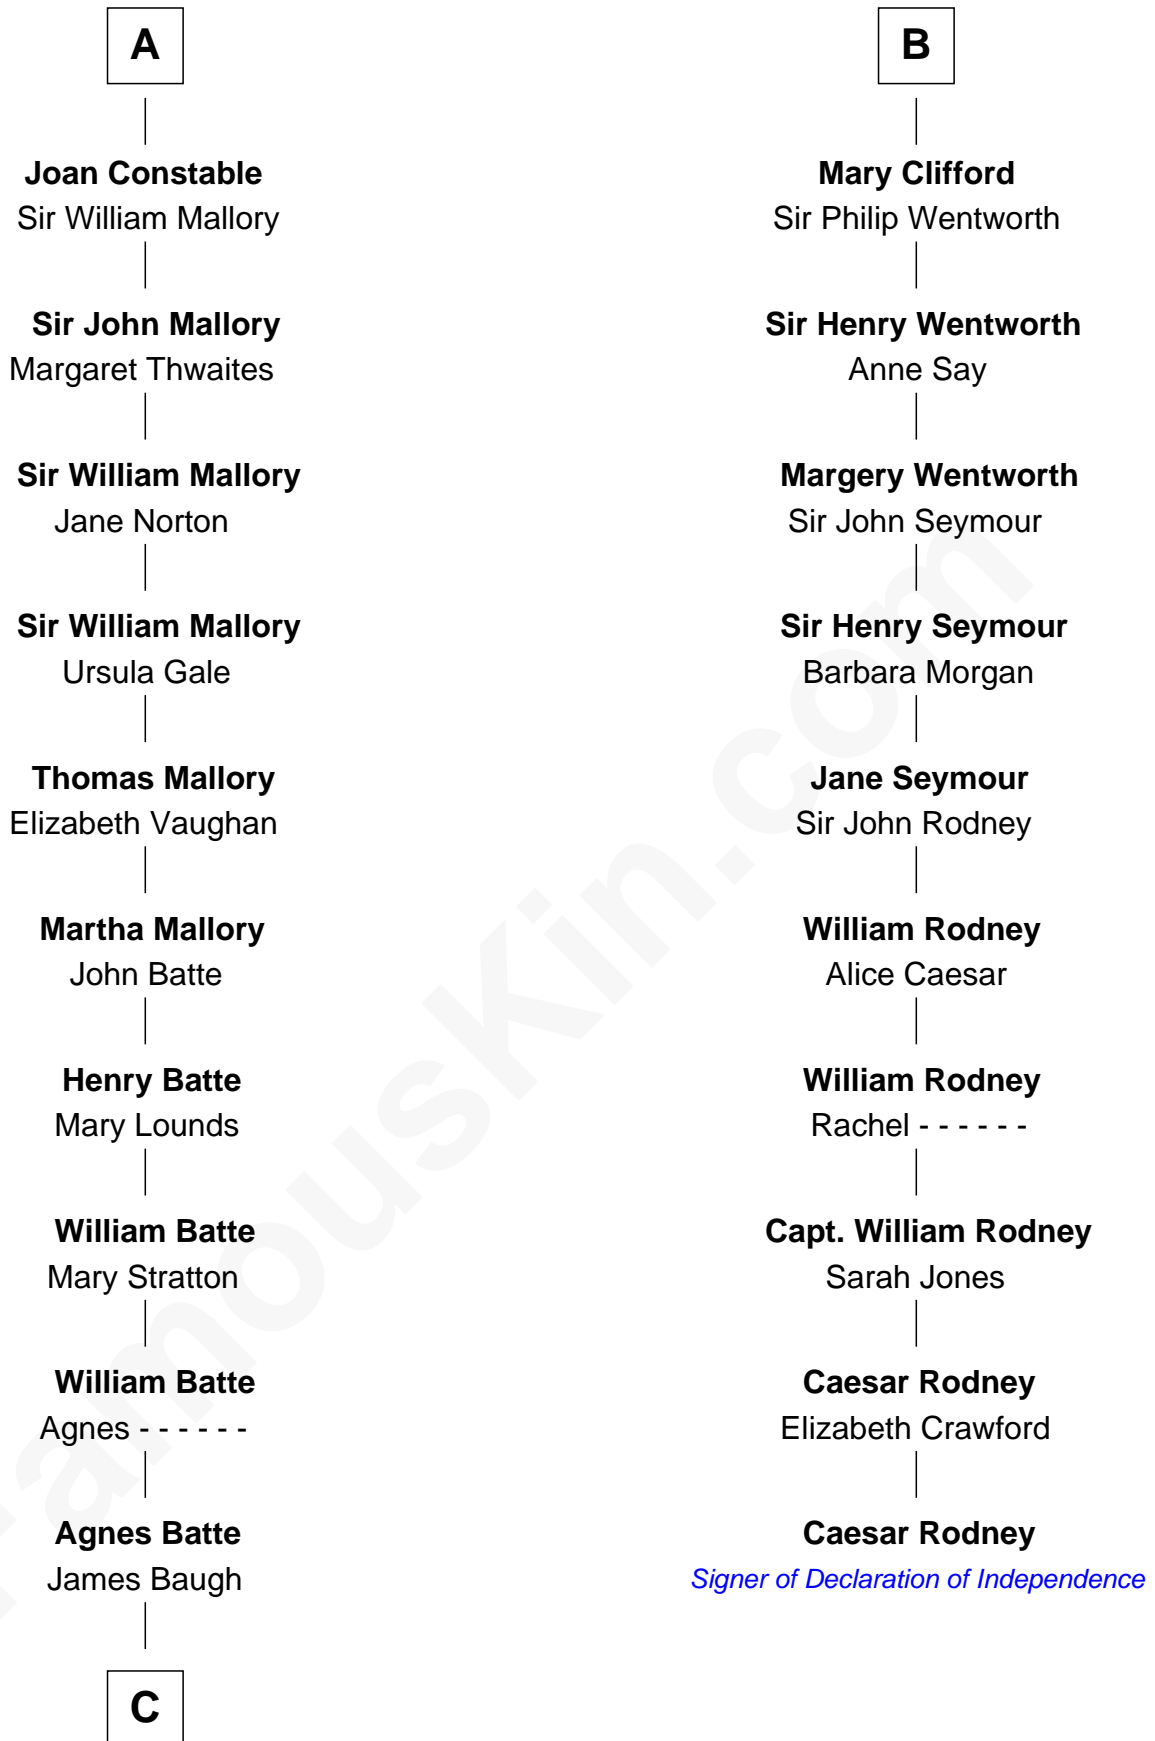 A
Joan Constable
Sir William Mallory
Sir John Mallory
Margaret Thwaites
Sir William Mallory
Jane Norton
Sir William Mallory
Ursula Gale
Thomas Mallory
Elizabeth Vaughan
Martha Mallory
John Batte
Henry Batte
Mary Lounds
William Batte
Mary Stratton
William Batte
Agnes - - - - - -
Agnes Batte
James Baugh
C
B
Mary Clifford
Sir Philip Wentworth
Sir Henry Wentworth
Anne Say
Margery Wentworth
Sir John Seymour
Sir Henry Seymour
Barbara Morgan
Jane Seymour
Sir John Rodney
William Rodney
Alice Caesar
William Rodney
Rachel - - - - - -
Capt. William Rodney
Sarah Jones
Caesar Rodney
Elizabeth Crawford
Caesar Rodney
Signer of Declaration of Independence
FamousKin.com